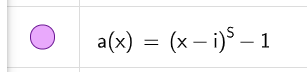 a(x) = (x − i)⁵ − 1